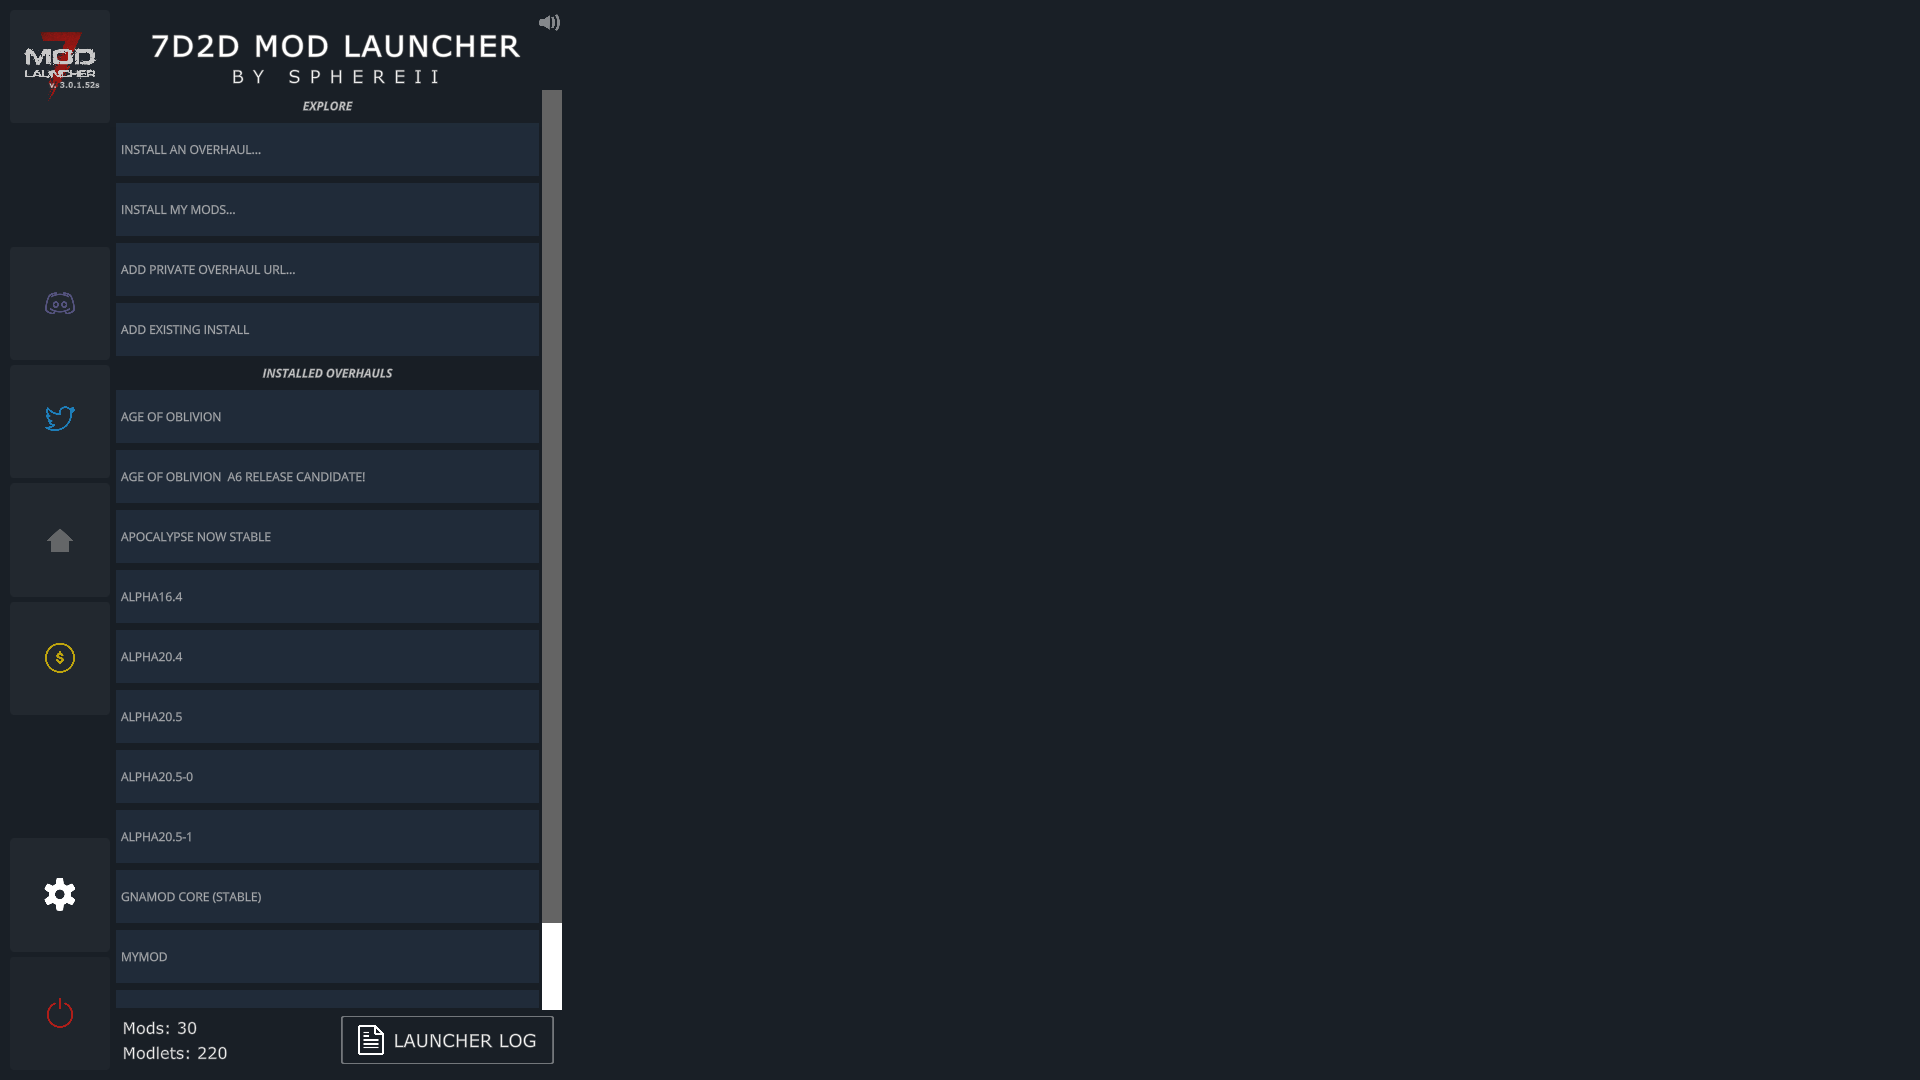 7
MOD
LAUNCHER
v. 3.0.1.52s
7D2D MOD LAUNCHER
BY SPHEREII
EXPLORE
INSTALL AN OVERHAUL...
INSTALL MY MODS...
ADD PRIVATE OVERHAUL URL...
ADD EXISTING INSTALL
INSTALLED OVERHAULS
AGE OF OBLIVION
AGE OF OBLIVION  A6 RELEASE CANDIDATE!
APOCALYPSE NOW STABLE
ALPHA16.4
ALPHA20.4
ALPHA20.5
ALPHA20.5-0
ALPHA20.5-1
GNAMOD CORE (STABLE)
MYMOD
Mods: 30
Modlets: 220
LAUNCHER LOG
$